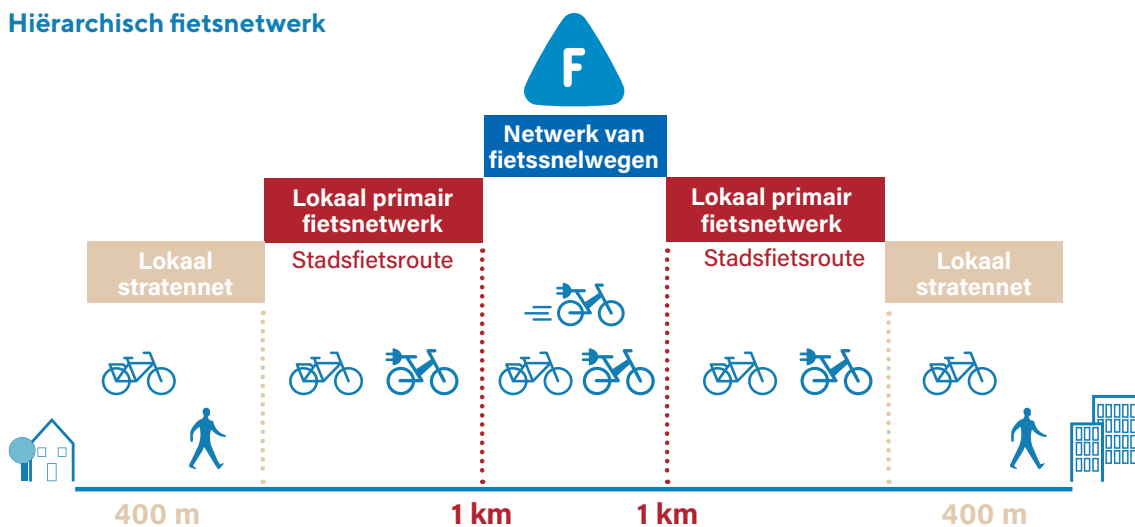 Hiërarchisch fietsnetwerk
F
Netwerk van
fietssnelwegen
Lokaal primair
fietsnetwerk
Lokaal primair
fietsnetwerk
Lokaal
stratennet
Stadsfietsroute
Stadsfietsroute
Lokaal
stratennet
400 m
1 km
1 km
400 m